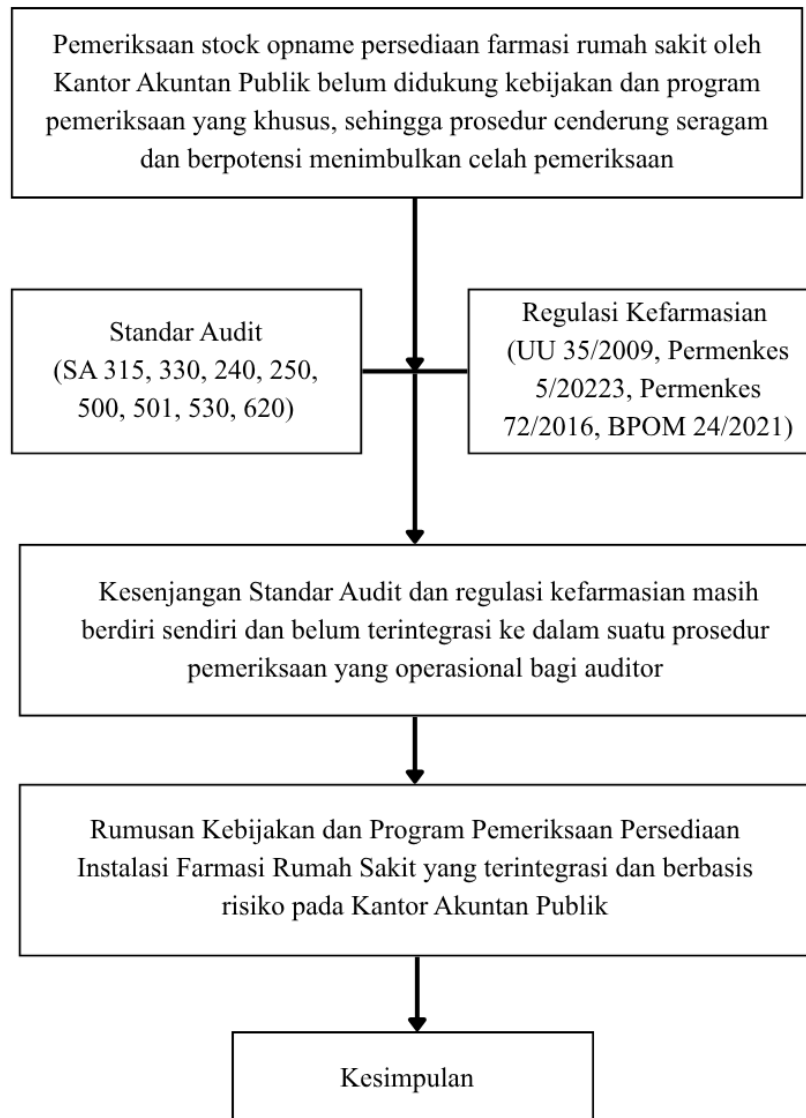 Pemeriksaan stock opname persediaan farmasi rumah sakit oleh
Kantor Akuntan Publik belum didukung kebijakan dan program
pemeriksaan yang khusus, sehingga prosedur cenderung seragam
dan berpotensi menimbulkan celah pemeriksaan
Standar Audit
(SA 315, 330, 240, 250,
500, 501, 530, 620)
Regulasi Kefarmasian
(UU 35/2009, Permenkes
5/20223, Permenkes
72/2016, BPOM 24/2021)
Kesenjangan Standar Audit dan regulasi kefarmasian masih
berdiri sendiri dan belum terintegrasi ke dalam suatu prosedur
pemeriksaan yang operasional bagi auditor
Rumusan Kebijakan dan Program Pemeriksaan Persediaan
Instalasi Farmasi Rumah Sakit yang terintegrasi dan berbasis
risiko pada Kantor Akuntan Publik
Kesimpulan